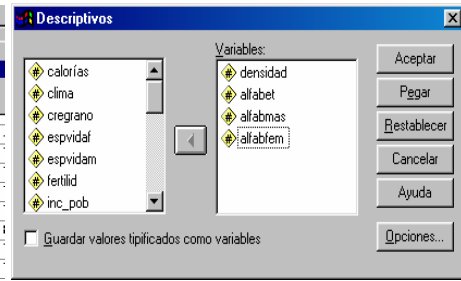 Descriptivos
calorías
clima
cregrano
espvidaf
espvidam
fertilid
inc_pob
Variables:
densidad
alfabet
alfabmas
alfabfem
Aceptar
Pegar
Restablecer
Cancelar
Ayuda
Opciones...
Guardar valores tipificados como variables